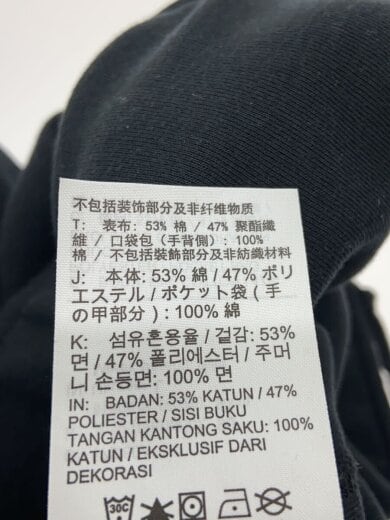 不包括装饰部分及非纤维物质
T: 表布: 53% 棉 / 47% 聚酯纖
維 / 口袋包 (手背側) : 100%
棉 / 不包括裝飾部分及非紡織材料
J: 本体: 53% 綿 / 47% ポリ
エステル / ポケット袋 ( 手
の甲部分 ) : 100% 綿
K: 섬유혼용율 / 겉감: 53%
면 / 47% 폴리에스터 / 주머
니 손등면: 100% 면
IN: BADAN: 53% KATUN / 47%
POLIESTER / SISI BUKU
TANGAN KANTONG SAKU: 100%
KATUN / EKSKLUSIF DARI
DEKORASI
30C